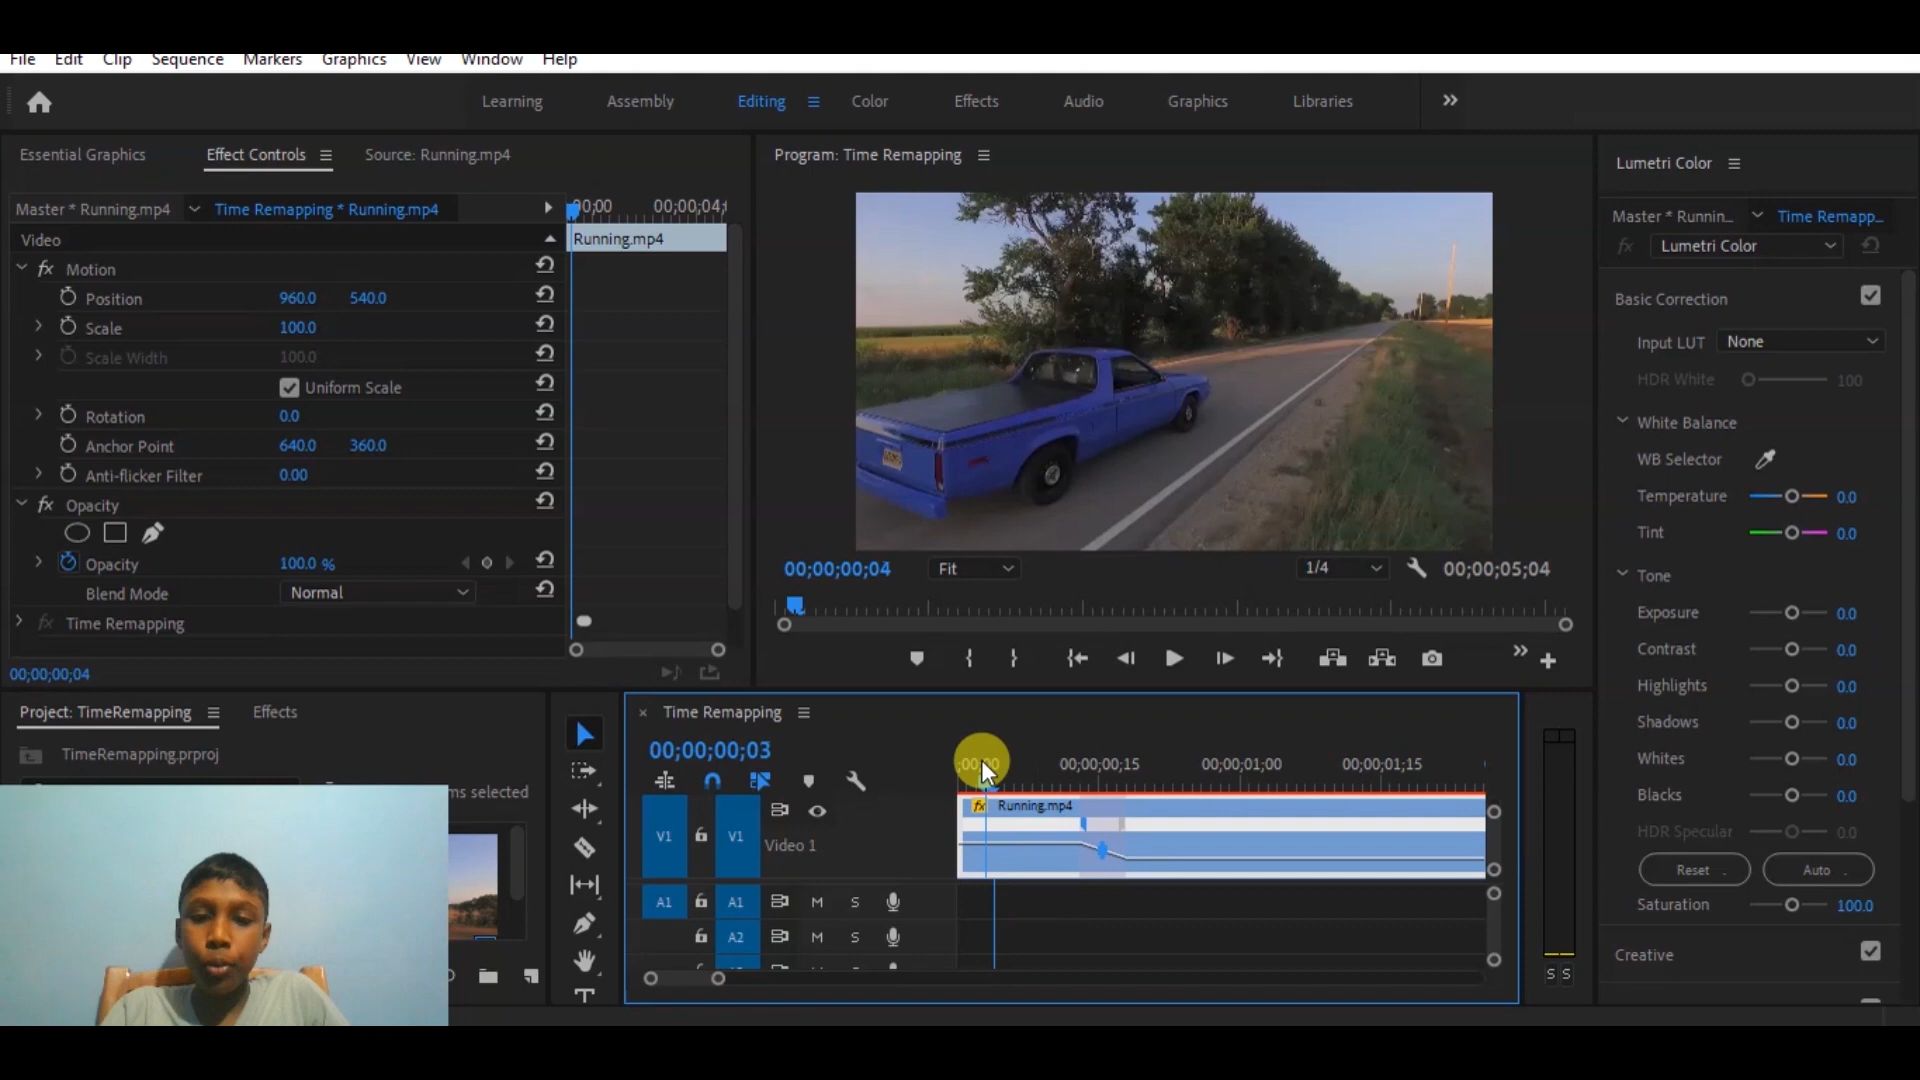 File Edit Clip Sequence Markers Graphics View Window Help
Learning Assembly Editing Color Effects Audio Graphics Libraries
Essential Graphics Effect Controls Source: Running.mp4
Master * Running.mp4 Time Remapping * Running.mp4
00;00 00;00;04;
Video
Running.mp4
fx Motion
Position 960.0 540.0
Scale 100.0
Scale Width 100.0
Uniform Scale
Rotation 0.0
Anchor Point 640.0 360.0
Anti-flicker Filter 0.00
fx Opacity
Opacity 100.0 %
Blend Mode Normal
fx Time Remapping
00;00;00;04
Program: Time Remapping
00;00;00;04 Fit 1/4 00;00;05;04
Lumetri Color
Master * Runnin... Time Remapp...
fx Lumetri Color
Basic Correction
Input LUT None
HDR White 100
White Balance
WB Selector
Temperature 0.0
Tint 0.0
Tone
Exposure 0.0
Contrast 0.0
Highlights 0.0
Shadows 0.0
Whites 0.0
Blacks 0.0
HDR Specular 0.0
Reset Auto
Saturation 100.0
Creative
Project: TimeRemapping Effects
TimeRemapping.prproj
ms selected
Time Remapping
00;00;00;03
;00;00 00;00;00;15 00;00;01;00 00;00;01;15
fx Running.mp4
V1 V1 Video 1
A1 A1 M S
A2 M S
S S